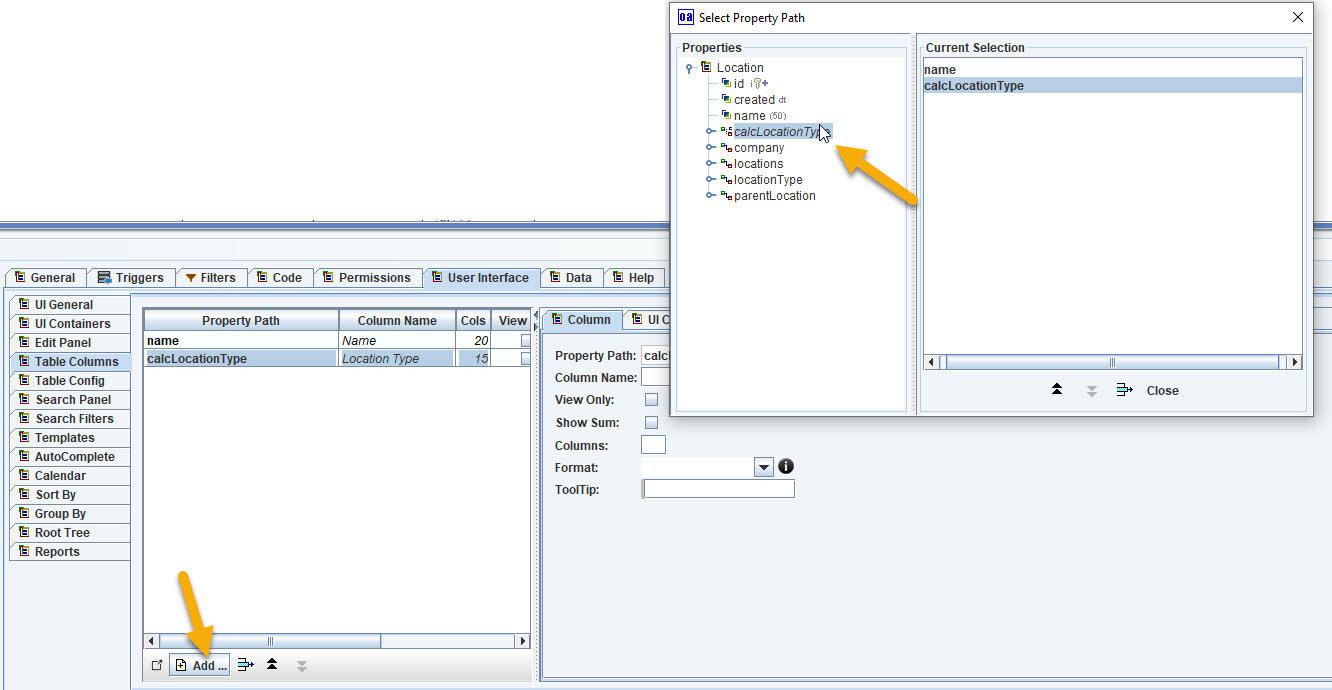 oa Select Property Path
Properties
Location
id i
created dt
name (50)
calcLocationType
company
locations
locationType
parentLocation
Current Selection
name
calcLocationType
Close
General Triggers Filters Code Permissions User Interface Data Help
UI General
UI Containers
Edit Panel
Table Columns
Table Config
Search Panel
Search Filters
Templates
AutoComplete
Calendar
Sort By
Group By
Root Tree
Reports
Property Path Column Name Cols View
name Name 20
calcLocationType Location Type 15
Add ...
Column UI C
Property Path: calc
Column Name:
View Only:
Show Sum:
Columns:
Format:
ToolTip: